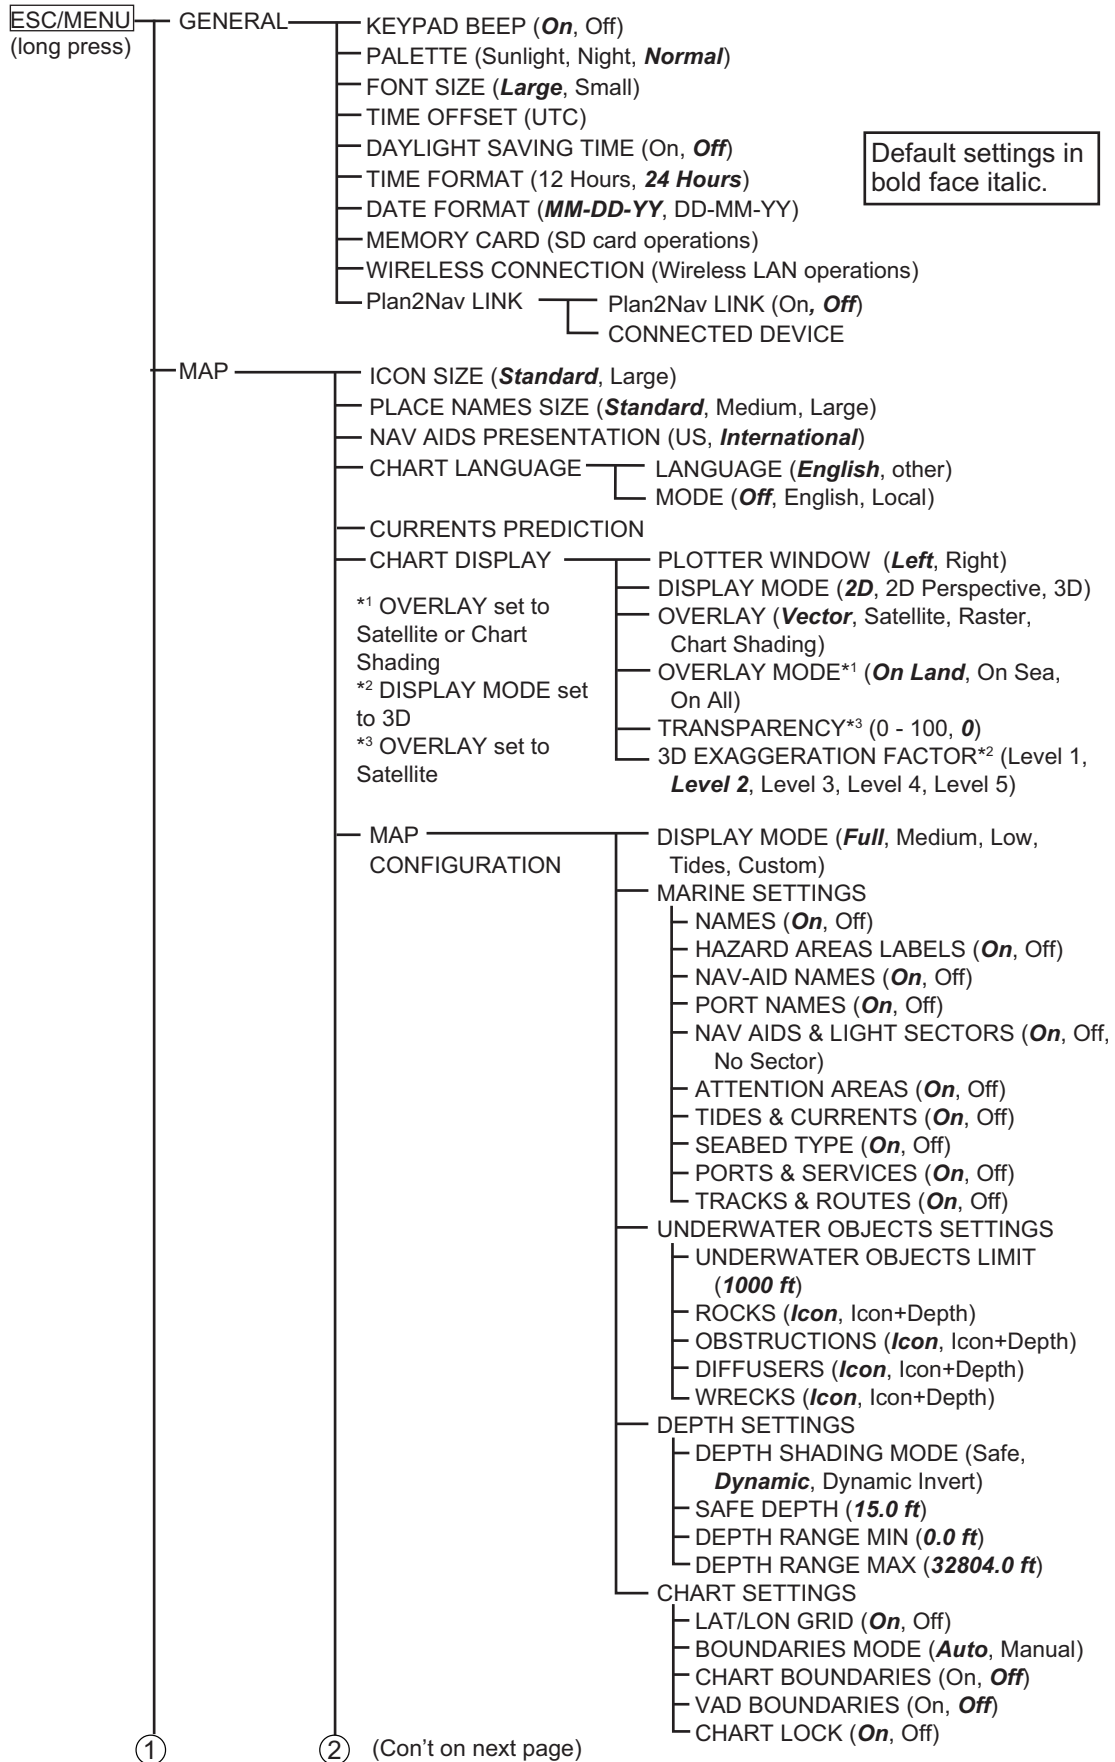 ESC/MENU
(long press)
GENERAL
KEYPAD BEEP (On, Off)
PALETTE (Sunlight, Night, Normal)
FONT SIZE (Large, Small)
TIME OFFSET (UTC)
DAYLIGHT SAVING TIME (On, Off)
TIME FORMAT (12 Hours, 24 Hours)
DATE FORMAT (MM-DD-YY, DD-MM-YY)
MEMORY CARD (SD card operations)
WIRELESS CONNECTION (Wireless LAN operations)
Plan2Nav LINK
Plan2Nav LINK (On, Off)
CONNECTED DEVICE
Default settings in
bold face italic.
MAP
ICON SIZE (Standard, Large)
PLACE NAMES SIZE (Standard, Medium, Large)
NAV AIDS PRESENTATION (US, International)
CHART LANGUAGE
LANGUAGE (English, other)
MODE (Off, English, Local)
CURRENTS PREDICTION
CHART DISPLAY
*1 OVERLAY set to
Satellite or Chart
Shading
*2 DISPLAY MODE set
to 3D
*3 OVERLAY set to
Satellite
PLOTTER WINDOW (Left, Right)
DISPLAY MODE (2D, 2D Perspective, 3D)
OVERLAY (Vector, Satellite, Raster,
Chart Shading)
OVERLAY MODE*1 (On Land, On Sea,
On All)
TRANSPARENCY*3 (0 - 100, 0)
3D EXAGGERATION FACTOR*2 (Level 1,
Level 2, Level 3, Level 4, Level 5)
MAP
CONFIGURATION
DISPLAY MODE (Full, Medium, Low,
Tides, Custom)
MARINE SETTINGS
NAMES (On, Off)
HAZARD AREAS LABELS (On, Off)
NAV-AID NAMES (On, Off)
PORT NAMES (On, Off)
NAV AIDS & LIGHT SECTORS (On, Off,
No Sector)
ATTENTION AREAS (On, Off)
TIDES & CURRENTS (On, Off)
SEABED TYPE (On, Off)
PORTS & SERVICES (On, Off)
TRACKS & ROUTES (On, Off)
UNDERWATER OBJECTS SETTINGS
UNDERWATER OBJECTS LIMIT
(1000 ft)
ROCKS (Icon, Icon+Depth)
OBSTRUCTIONS (Icon, Icon+Depth)
DIFFUSERS (Icon, Icon+Depth)
WRECKS (Icon, Icon+Depth)
DEPTH SETTINGS
DEPTH SHADING MODE (Safe,
Dynamic, Dynamic Invert)
SAFE DEPTH (15.0 ft)
DEPTH RANGE MIN (0.0 ft)
DEPTH RANGE MAX (32804.0 ft)
CHART SETTINGS
LAT/LON GRID (On, Off)
BOUNDARIES MODE (Auto, Manual)
CHART BOUNDARIES (On, Off)
VAD BOUNDARIES (On, Off)
CHART LOCK (On, Off)
1
2
(Con't on next page)